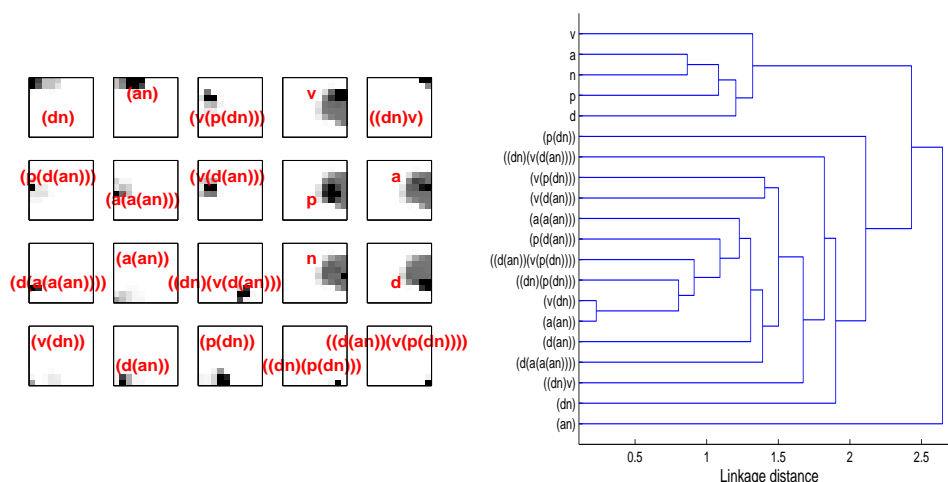 (dn)
(an)
(v(p(dn)))
v
((dn)v)
(p(d(an)))
(a(a(an)))
(v(d(an)))
p
a
(d(a(a(an))))
(a(an))
((dn)(v(d(an)))
n
d
(v(dn))
(d(an))
(p(dn))
((dn)(p(dn)))
((d(an))(v(p(dn))))
v
a
n
p
d
(p(dn))
((dn)(v(d(an))))
(v(p(dn)))
(v(d(an)))
(a(a(an)))
(p(d(an)))
((d(an))(v(p(dn))))
((dn)(p(dn)))
(v(dn))
(a(an))
(d(an))
(d(a(a(an))))
((dn)v)
(dn)
(an)
0.5 1 1.5 2 2.5
Linkage distance